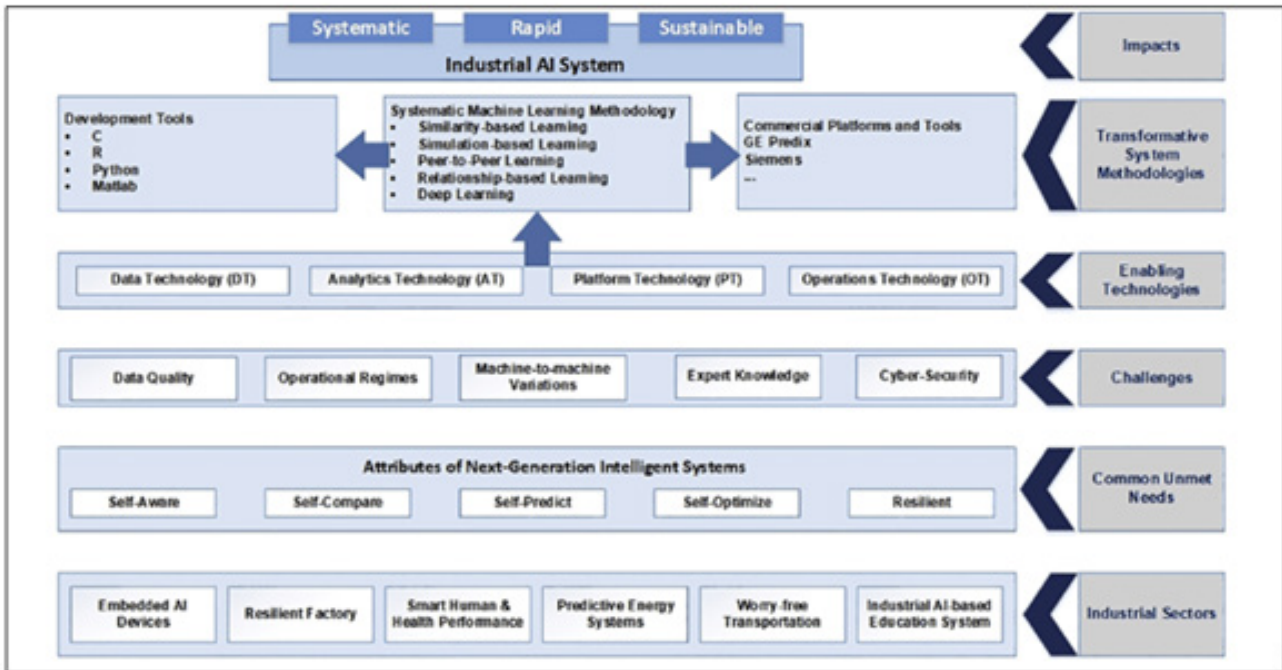 Systematic
Rapid
Sustainable
Industrial AI System
Impacts
Development Tools
▪ C
▪ R
▪ Python
▪ Matlab
Systematic Machine Learning Methodology
▪ Similarity-based Learning
▪ Simulation-based Learning
▪ Peer-to-Peer Learning
▪ Relationship-based Learning
▪ Deep Learning
Commercial Platforms and Tools
GE Predix
Siemens
...
Transformative
System
Methodologies
Data Technology (DT)
Analytics Technology (AT)
Platform Technology (PT)
Operations Technology (OT)
Enabling
Technologies
Data Quality
Operational Regimes
Machine-to-machine
Variations
Expert Knowledge
Cyber-Security
Challenges
Attributes of Next-Generation Intelligent Systems
Self-Aware
Self-Compare
Self-Predict
Self-Optimize
Resilient
Common Unmet
Needs
Embedded AI
Devices
Resilient Factory
Smart Human &
Health Performance
Predictive Energy
Systems
Worry-free
Transportation
Industrial AI-based
Education System
Industrial Sectors